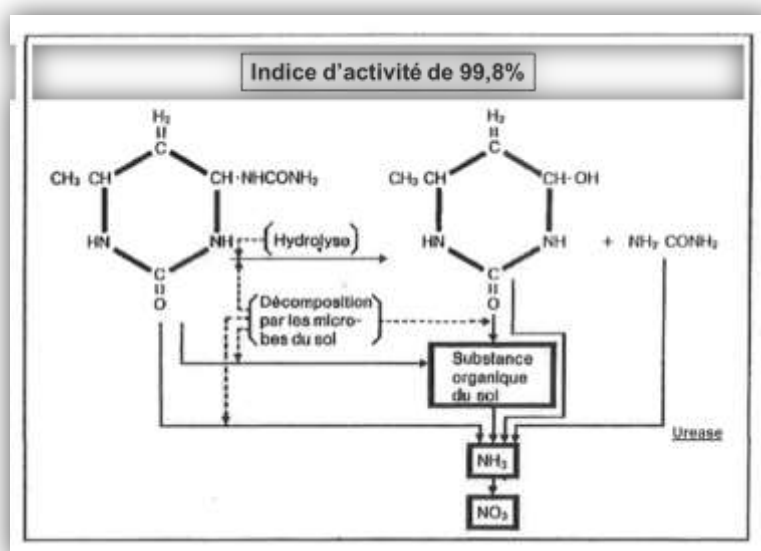 Indice d'activité de 99,8%
H₂
C
CH₃ CH
CH-NHCONH₂
HN
NH
C
O
Hydrolyse
H₂
C
CH₃ CH
CH-OH
HN
NH
C
O
+ NH₂ CONH₂
Décomposition
par les micro-
bes du sol
Substance
organique
du sol
Urease
NH₃
NO₃